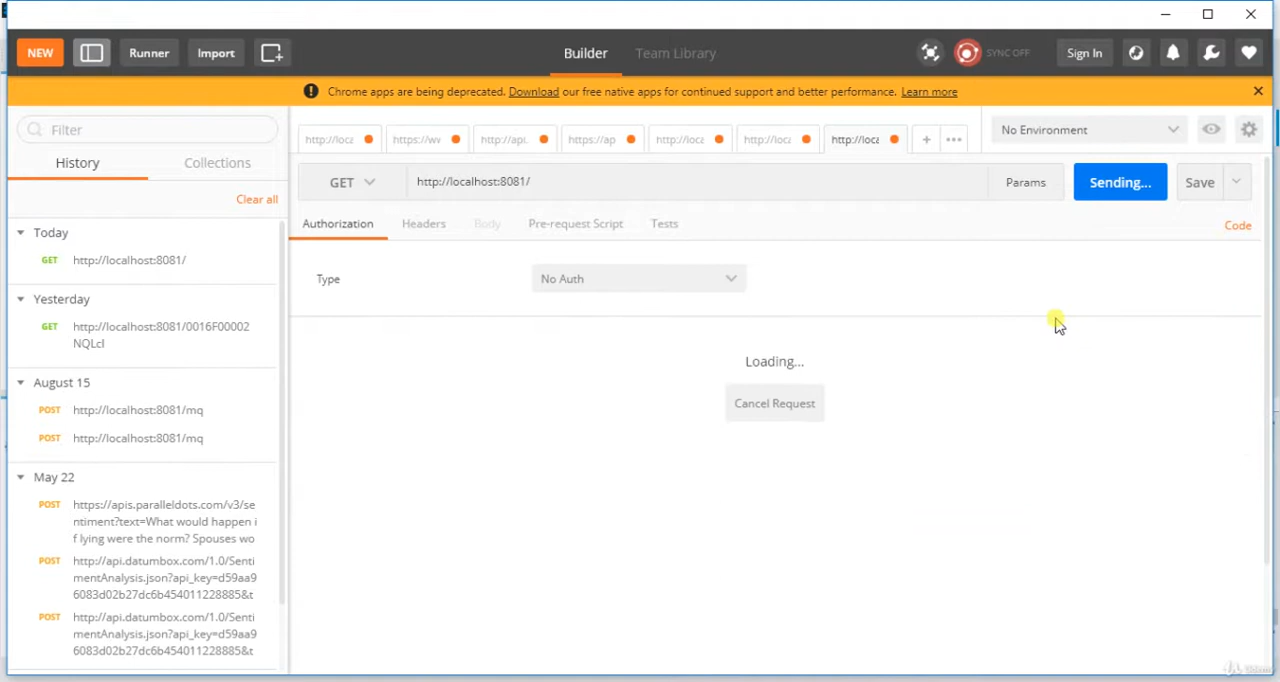 NEW
Runner
Import
Builder
Team Library
SYNC OFF
Sign In
Chrome apps are being deprecated. Download our free native apps for continued support and better performance. Learn more
Filter
History
Collections
Clear all
Today
GET http://localhost:8081/
Yesterday
GET http://localhost:8081/0016F00002
NQLcI
August 15
POST http://localhost:8081/mq
POST http://localhost:8081/mq
May 22
POST https://apis.paralleldots.com/v3/se
ntiment?text=What would happen i
f lying were the norm? Spouses wo
POST http://api.datumbox.com/1.0/Senti
mentAnalysis.json?api_key=d59aa9
6083d02b27dc6b454011228885&t
POST http://api.datumbox.com/1.0/Senti
mentAnalysis.json?api_key=d59aa9
6083d02b27dc6b454011228885&t
http://loca
https://w
http://api.
https://ap
http://loca
http://loca
http://loca
No Environment
GET
http://localhost:8081/
Params
Sending...
Save
Authorization
Headers
Body
Pre-request Script
Tests
Code
Type
No Auth
Loading...
Cancel Request
Udemy